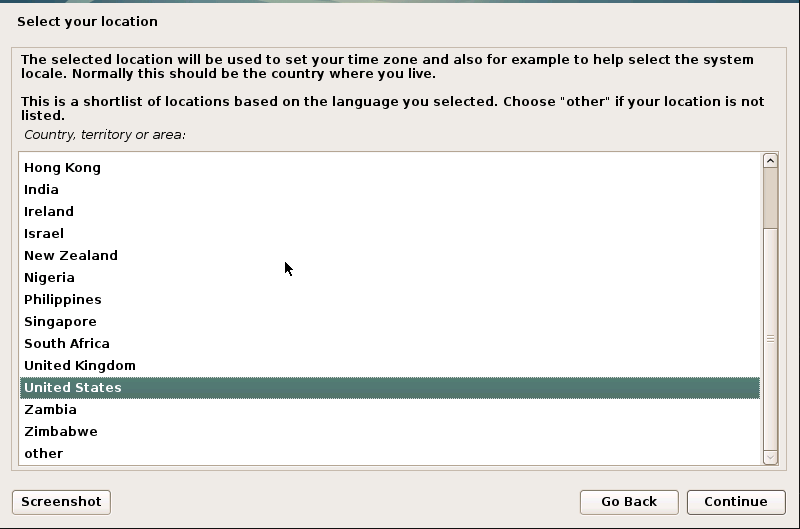 Select your location
The selected location will be used to set your time zone and also for example to help select the system
locale. Normally this should be the country where you live.
This is a shortlist of locations based on the language you selected. Choose "other" if your location is not
listed.
Country, territory or area:
Hong Kong
India
Ireland
Israel
New Zealand
Nigeria
Philippines
Singapore
South Africa
United Kingdom
United States
Zambia
Zimbabwe
other
Screenshot
Go Back
Continue